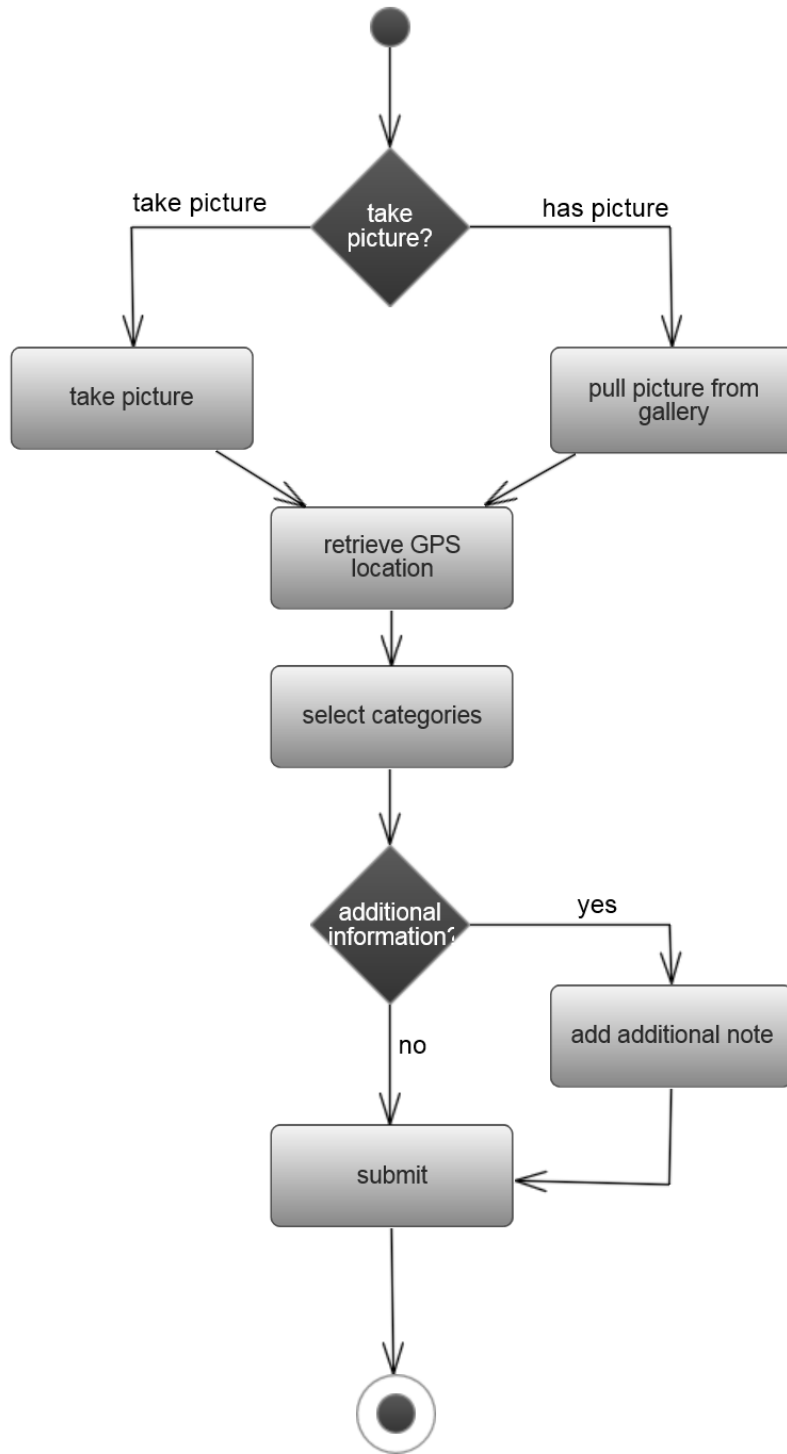 take picture
take
picture?
has picture
take picture
pull picture from
gallery
retrieve GPS
location
select categories
additional
information?
yes
no
add additional note
submit